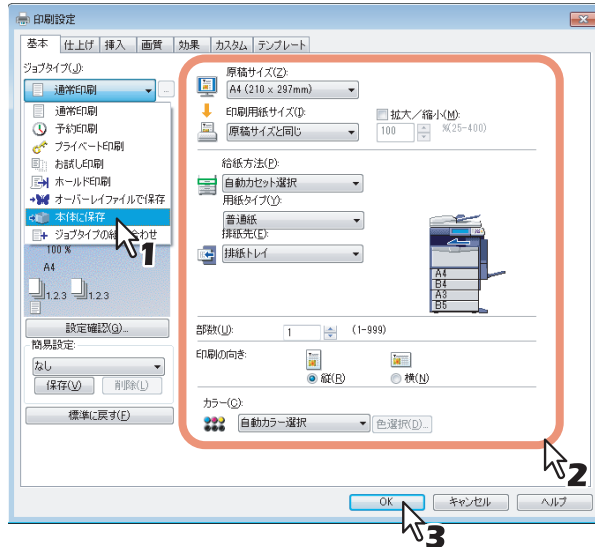 印刷設定
基本 仕上げ 挿入 画質 効果 カスタム テンプレート
ジョブタイプ(J):
通常印刷
...
通常印刷
予約印刷
プライベート印刷
お試し印刷
ホールド印刷
オーバーレイファイルで保存
本体に保存
ジョブタイプの組 合わせ
1
100 %
A4
1.2.3 1.2.3
設定確認(G)...
簡易設定:
なし
保存(V) 削除(L)
標準に戻す(F)
原稿サイズ(Z):
A4 (210 x 297mm)
印刷用紙サイズ(I):
原稿サイズと同じ
拡大/縮小(M):
100 %(25-400)
給紙方法(P):
自動カセット選択
用紙タイプ(Y):
普通紙
排紙先(E):
排紙トレイ
A4
B4
A3
B5
部数(U): 1 (1-999)
印刷の向き:
縦(R) 横(N)
カラー(C):
自動カラー選択 色選択(D)...
2
OK キャンセル ヘルプ
3